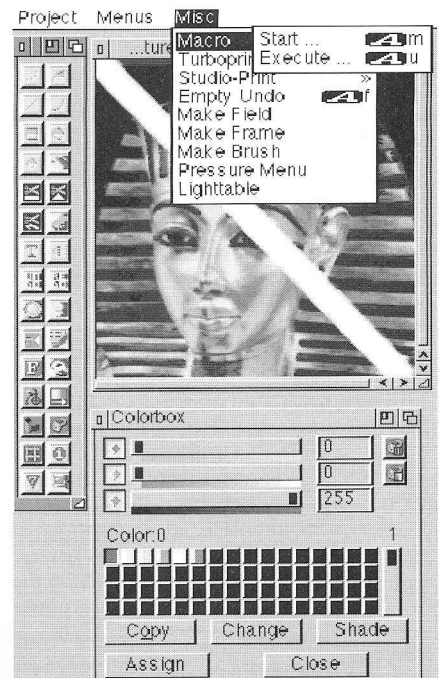 Project Menus Misc
...ture
Macro
Turboprin
Studio-Print »
Empty Undo A f
Make Field
Make Frame
Make Brush
Pressure Menu
Lighttable
Start ... A m
Execute ... A u
T
F
Colorbox
0
0
255
Color:0 1
Copy Change Shade
Assign Close